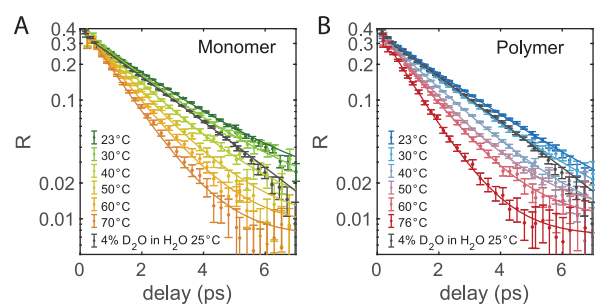 A
Monomer
R
0.4
0.3
0.2
0.1
0.02
0.01
23°C
30°C
40°C
50°C
60°C
70°C
4% D₂O in H₂O 25°C
0 2 4 6
delay (ps)
B
Polymer
R
0.4
0.3
0.2
0.1
0.02
0.01
23°C
30°C
40°C
50°C
60°C
76°C
4% D₂O in H₂O 25°C
0 2 4 6
delay (ps)